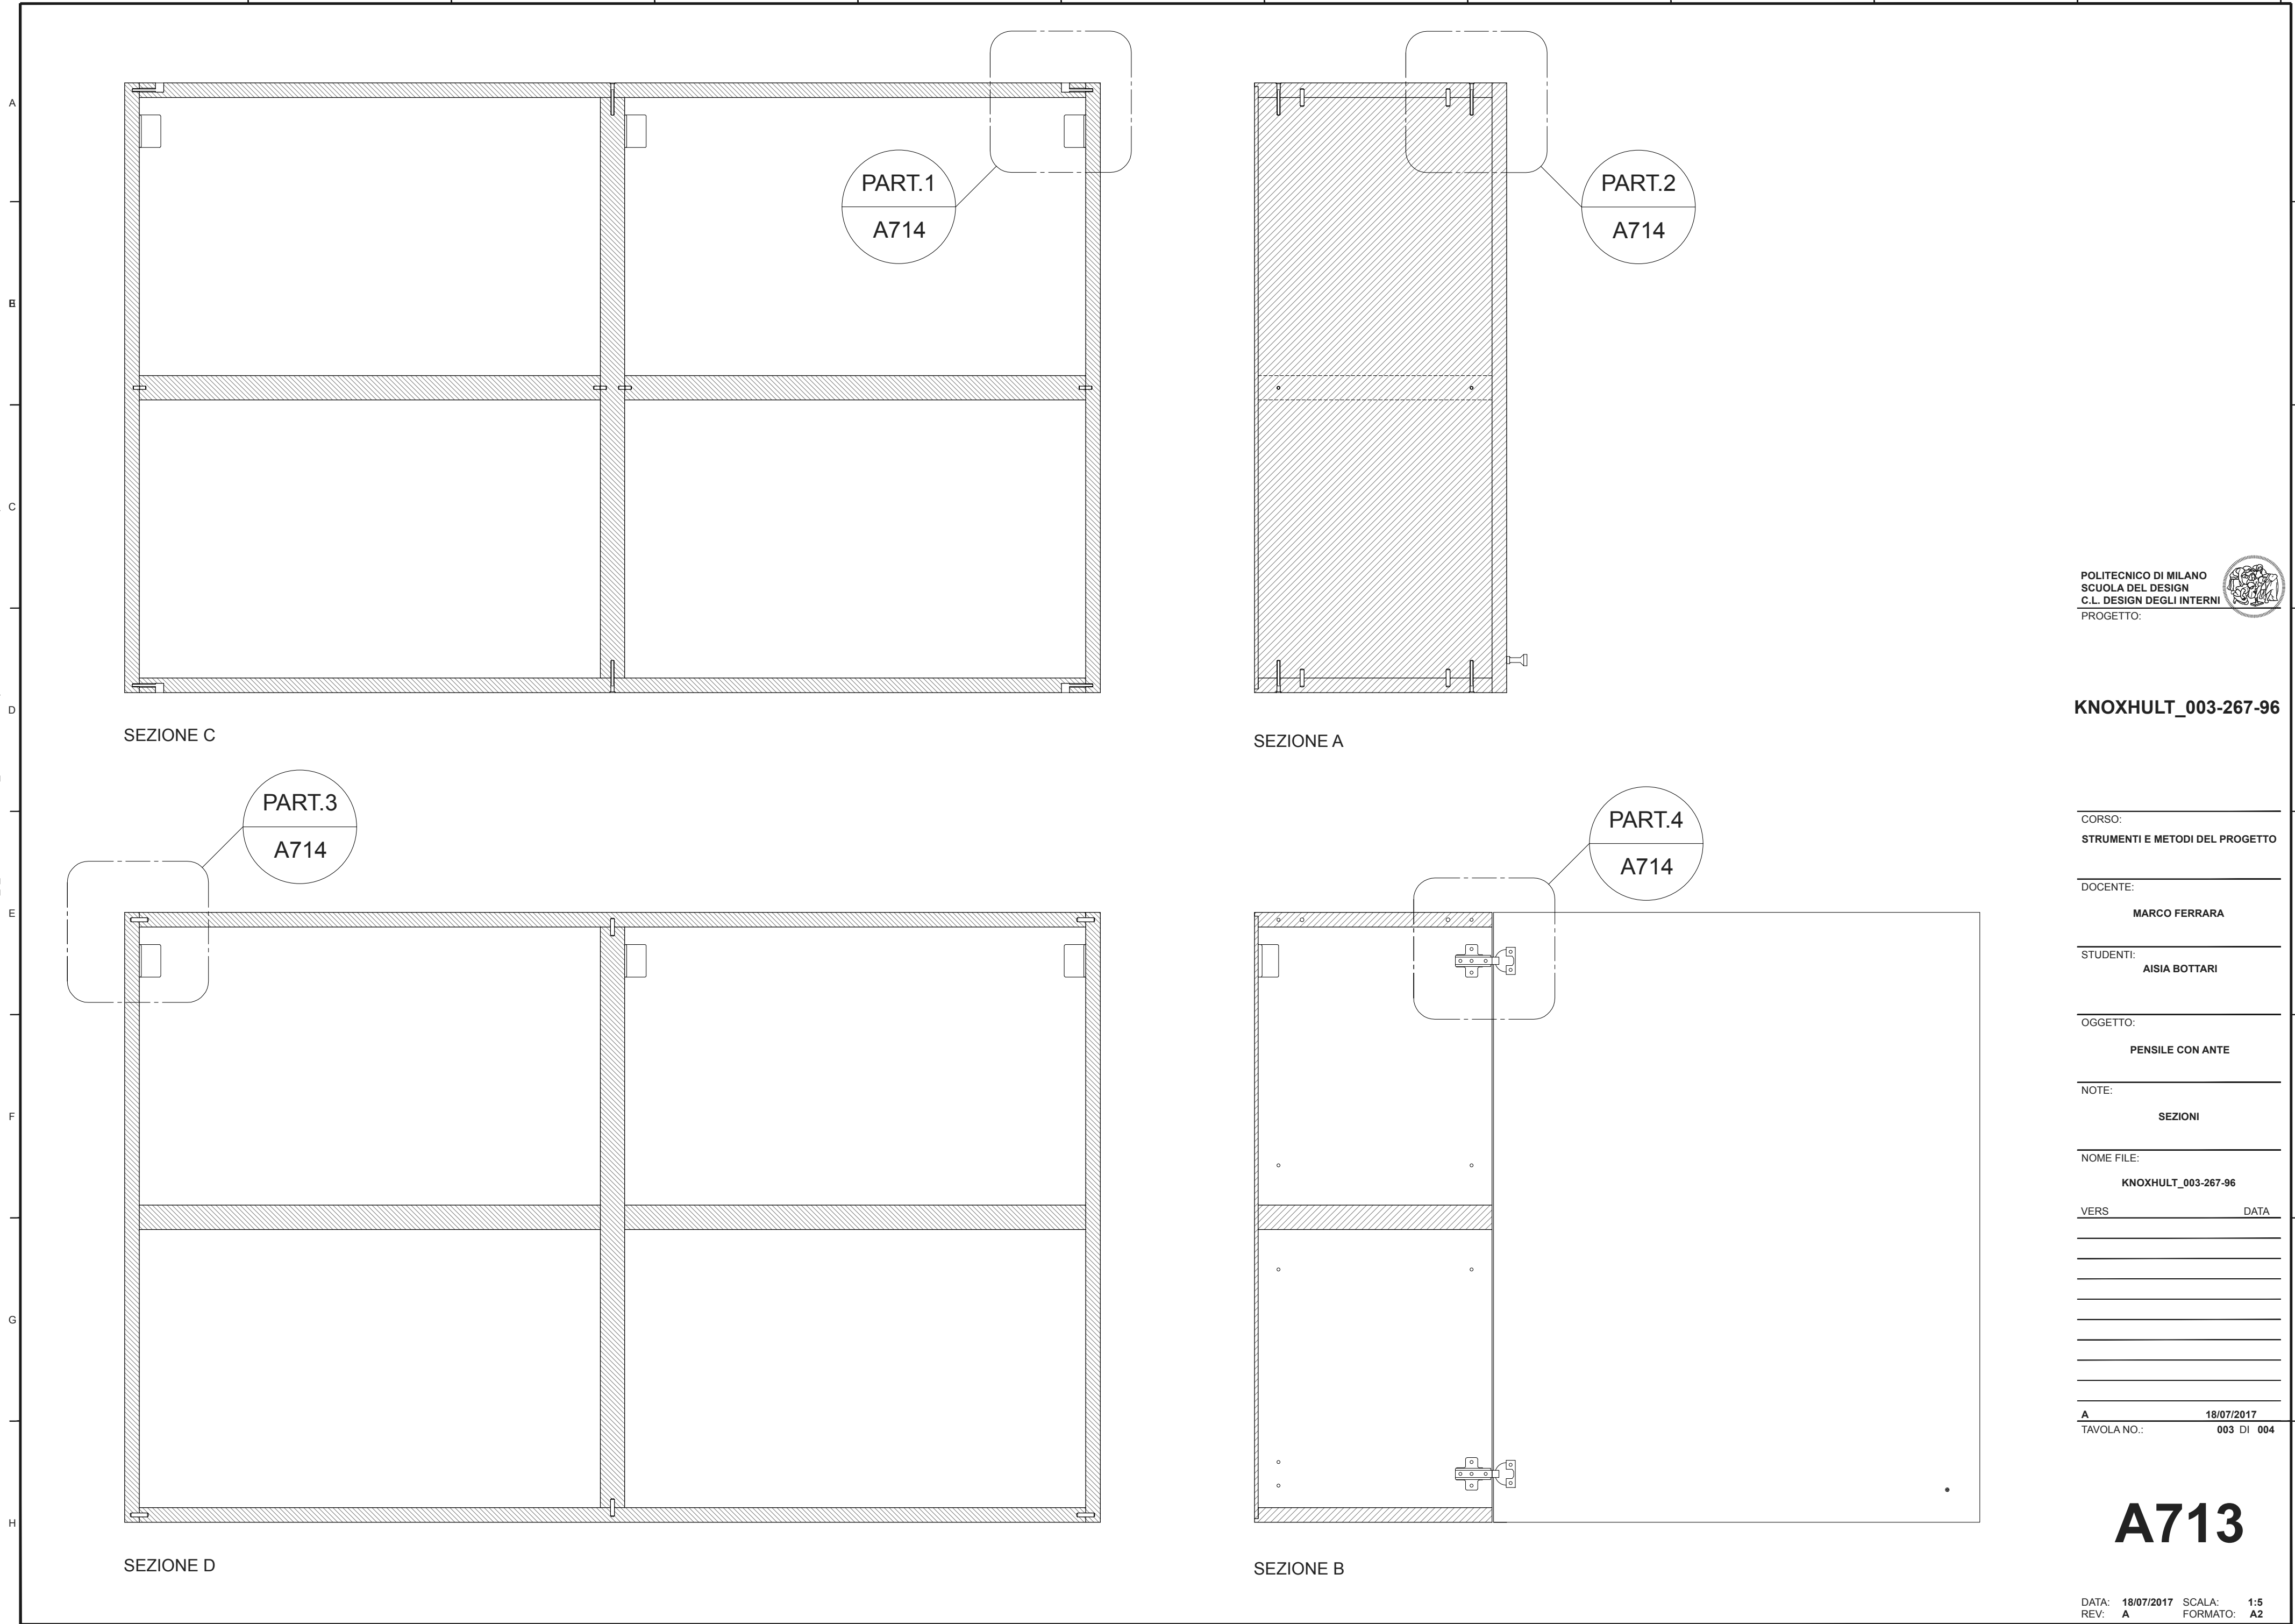 A
B
C
D
E
F
G
H
PART.1
A714
PART.2
A714
SEZIONE C
SEZIONE A
PART.3
A714
PART.4
A714
SEZIONE D
SEZIONE B
POLITECNICO DI MILANO
SCUOLA DEL DESIGN
C.L. DESIGN DEGLI INTERNI
PROGETTO:
KNOXHULT_003-267-96
CORSO:
STRUMENTI E METODI DEL PROGETTO
DOCENTE:
MARCO FERRARA
STUDENTI:
AISIA BOTTARI
OGGETTO:
PENSILE CON ANTE
NOTE:
SEZIONI
NOME FILE:
KNOXHULT_003-267-96
VERS DATA
A 18/07/2017
TAVOLA NO.: 003 DI 004
A713
DATA: 18/07/2017 SCALA: 1:5
REV: A FORMATO: A2